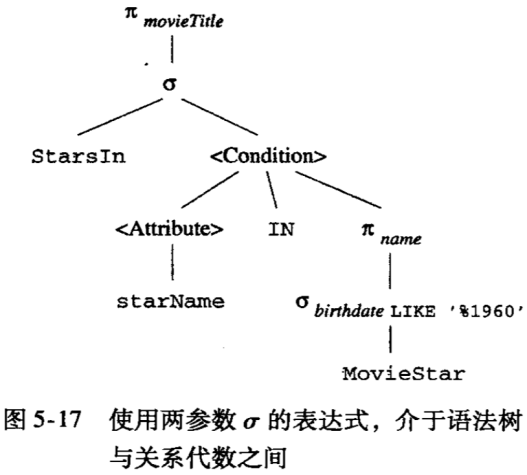 π movieTitle
σ
StarsIn <Condition>
<Attribute> IN π name
starName σ birthdate LIKE '%1960'
MovieStar
图 5-17 使用两参数 σ 的表达式，介于语法树
与关系代数之间